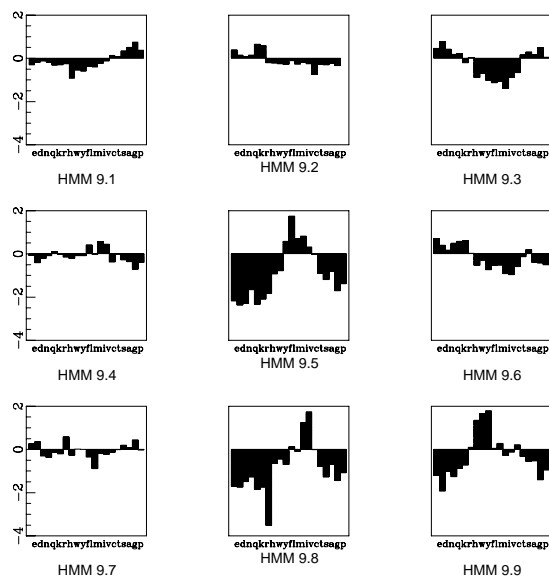 2
0
-2
-4
ednqkrhwyflmivctsagp
ednqkrhwyflmivctsagp
ednqkrhwyflmivctsagp
HMM 9.1
HMM 9.2
HMM 9.3
2
0
-2
-4
ednqkrhwyflmivctsagp
ednqkrhwyflmivctsagp
ednqkrhwyflmivctsagp
HMM 9.4
HMM 9.5
HMM 9.6
2
0
-2
-4
ednqkrhwyflmivctsagp
ednqkrhwyflmivctsagp
ednqkrhwyflmivctsagp
HMM 9.7
HMM 9.8
HMM 9.9